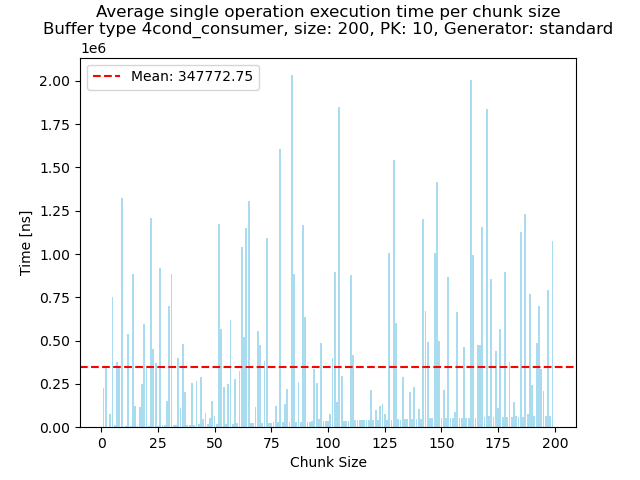 Average single operation execution time per chunk size
Buffer type 4cond_consumer, size: 200, PK: 10, Generator: standard
1e6
Mean: 347772.75
2.00
1.75
1.50
1.25
1.00
0.75
0.50
0.25
0.00
Time [ns]
0 25 50 75 100 125 150 175 200
Chunk Size